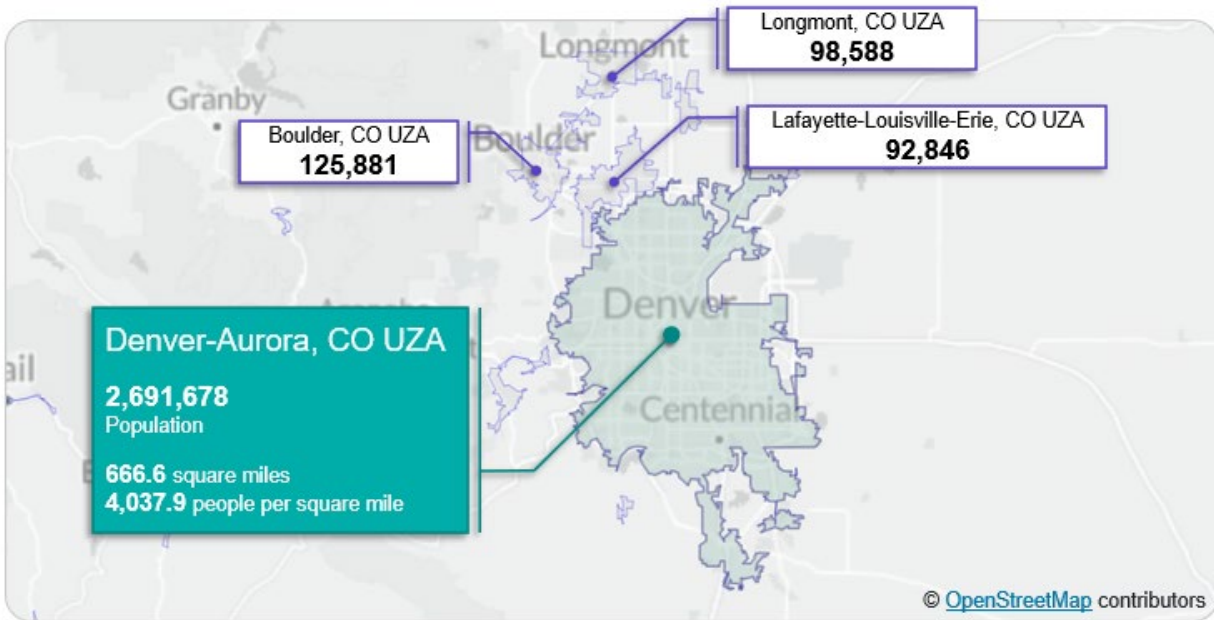 Longmont, CO UZA
98,588
Longmont
Granby
Boulder, CO UZA
125,881
Boulder
Lafayette-Louisville-Erie, CO UZA
92,846
Denver
Denver-Aurora, CO UZA
2,691,678
Population
666.6 square miles
4,037.9 people per square mile
ail
Centennial
© OpenStreetMap contributors